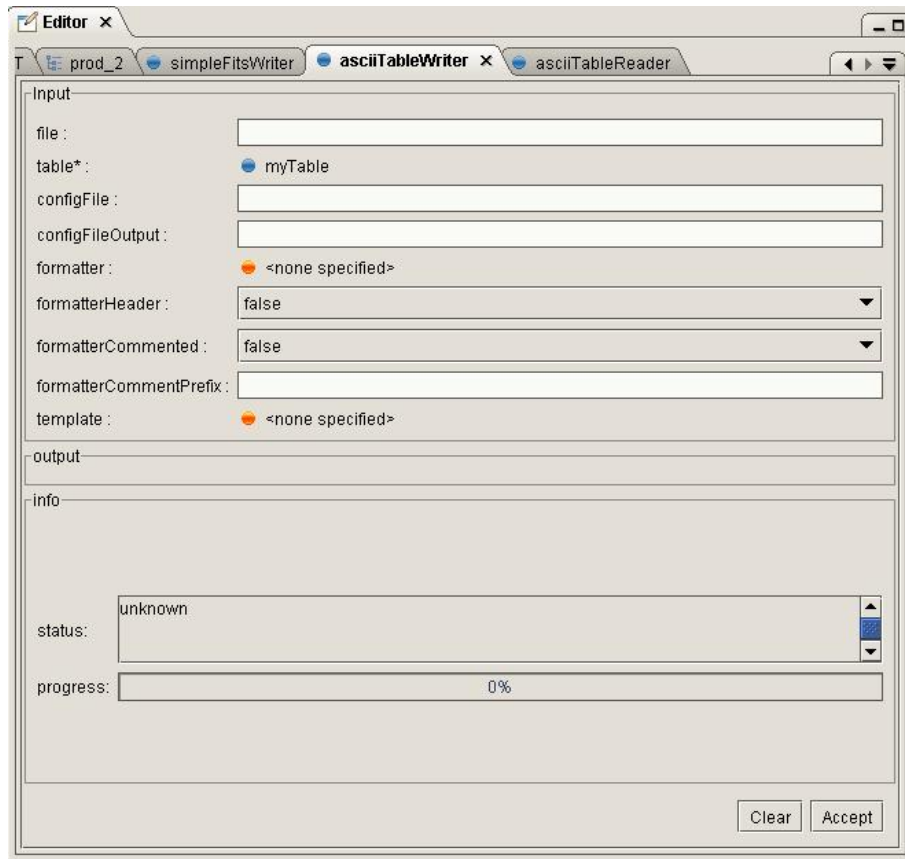 Editor
T prod_2 simpleFitsWriter asciiTableWriter asciiTableReader
Input
file :
table* : myTable
configFile :
configFileOutput :
formatter : <none specified>
formatterHeader : false
formatterCommented : false
formatterCommentPrefix :
template : <none specified>
output
info
status: unknown
progress: 0%
Clear Accept